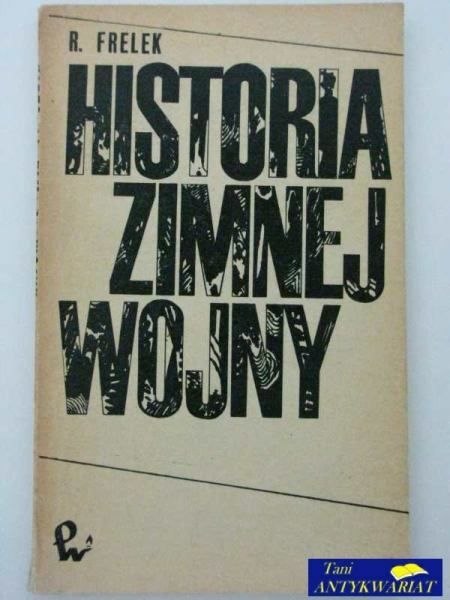 R. FRELEK
HISTORIA
ZIMNEJ
WOJNY
Pw
Tani
ANTYKWARIAT